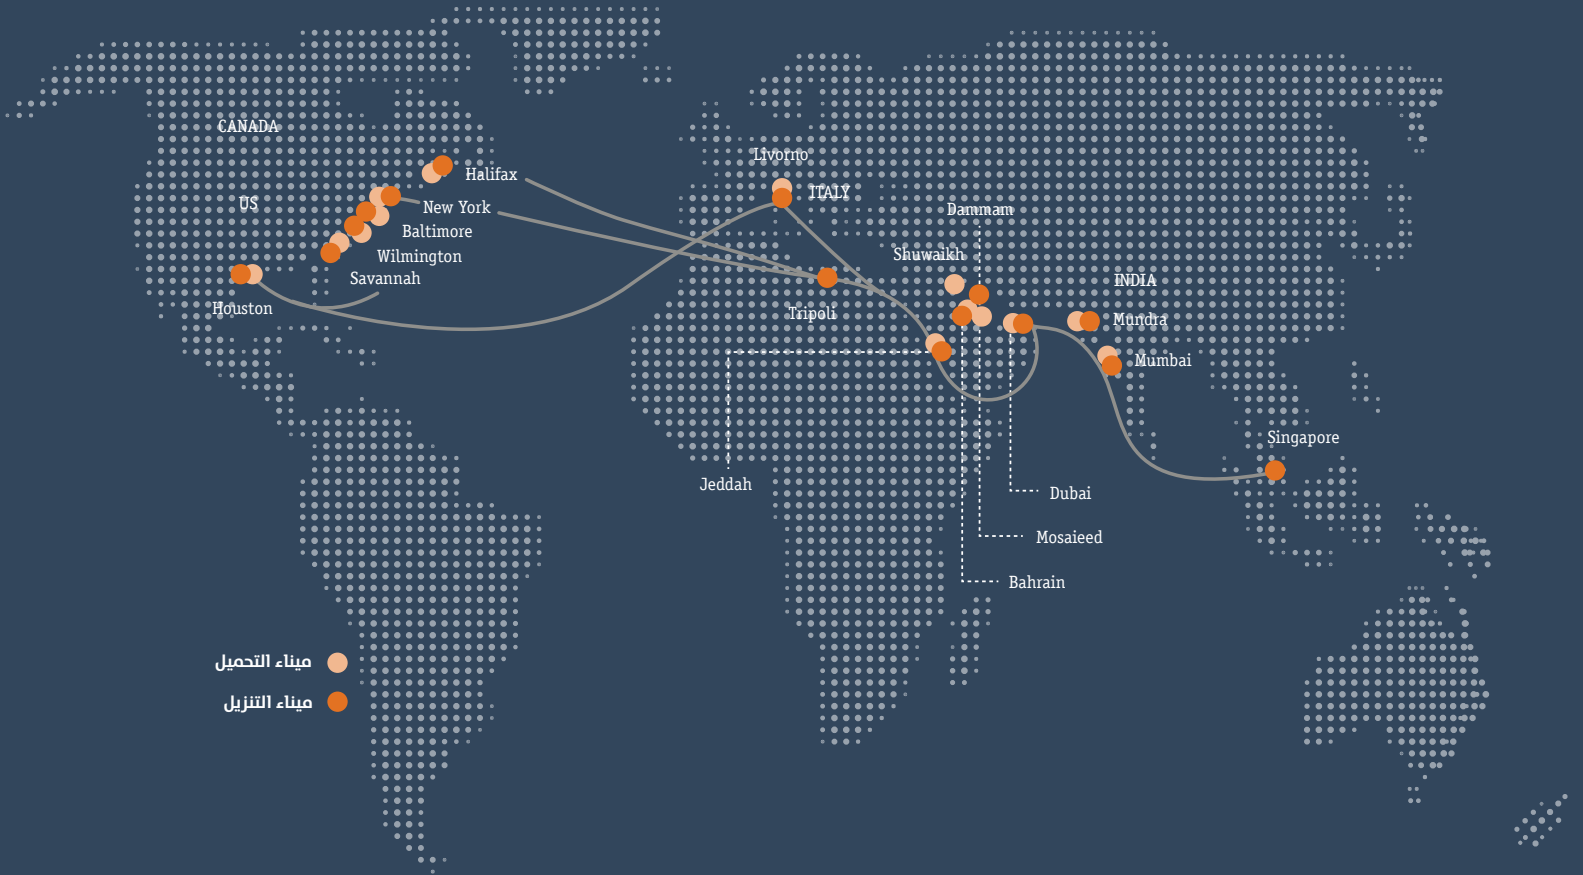 CANADA
Livorno
Halifax
ITALY
US
New York
Dammam
Baltimore
Shuwaikh
Wilmington
Savannah
INDIA
Houston
Tripoli
Mundra
Mumbai
Singapore
Jeddah
Dubai
Mosaieed
Bahrain
ميناء التحميل
ميناء التنزيل